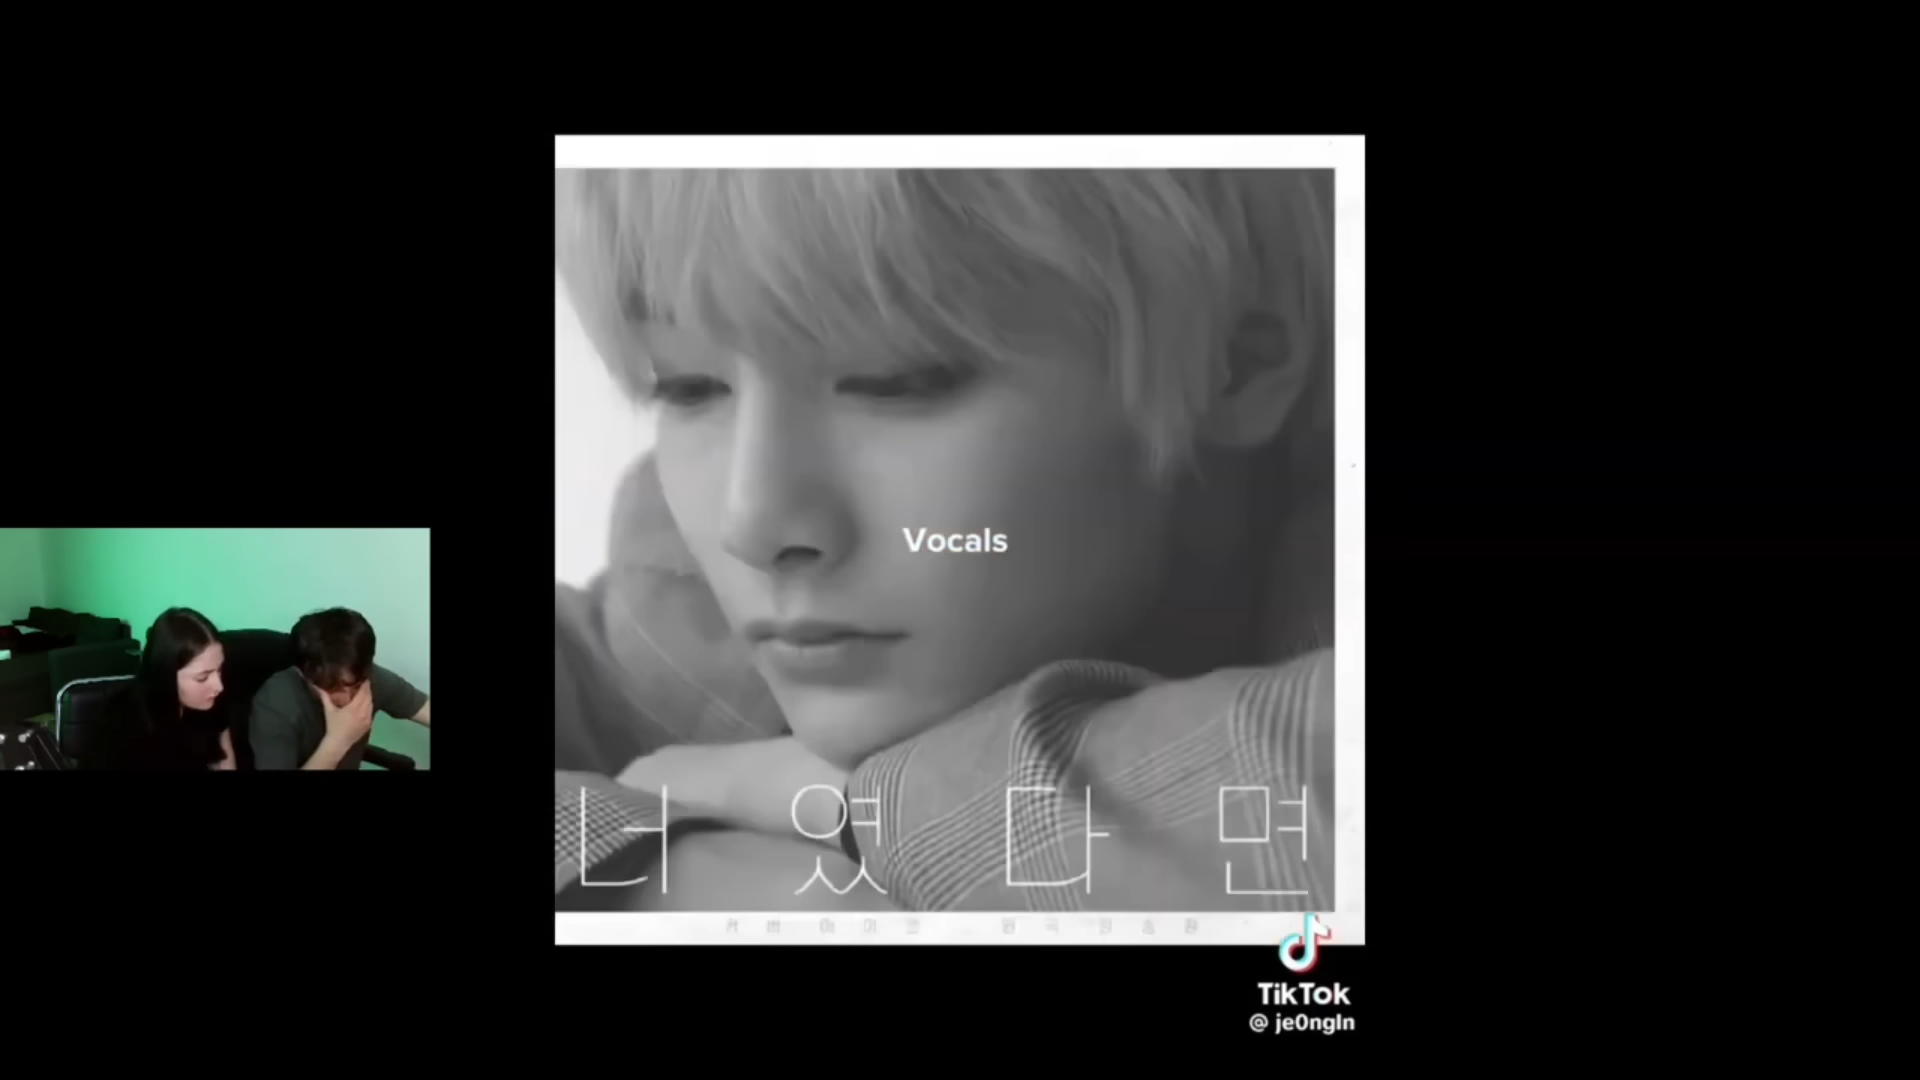 Vocals
너 였 다 면
TikTok
@ je0ngln